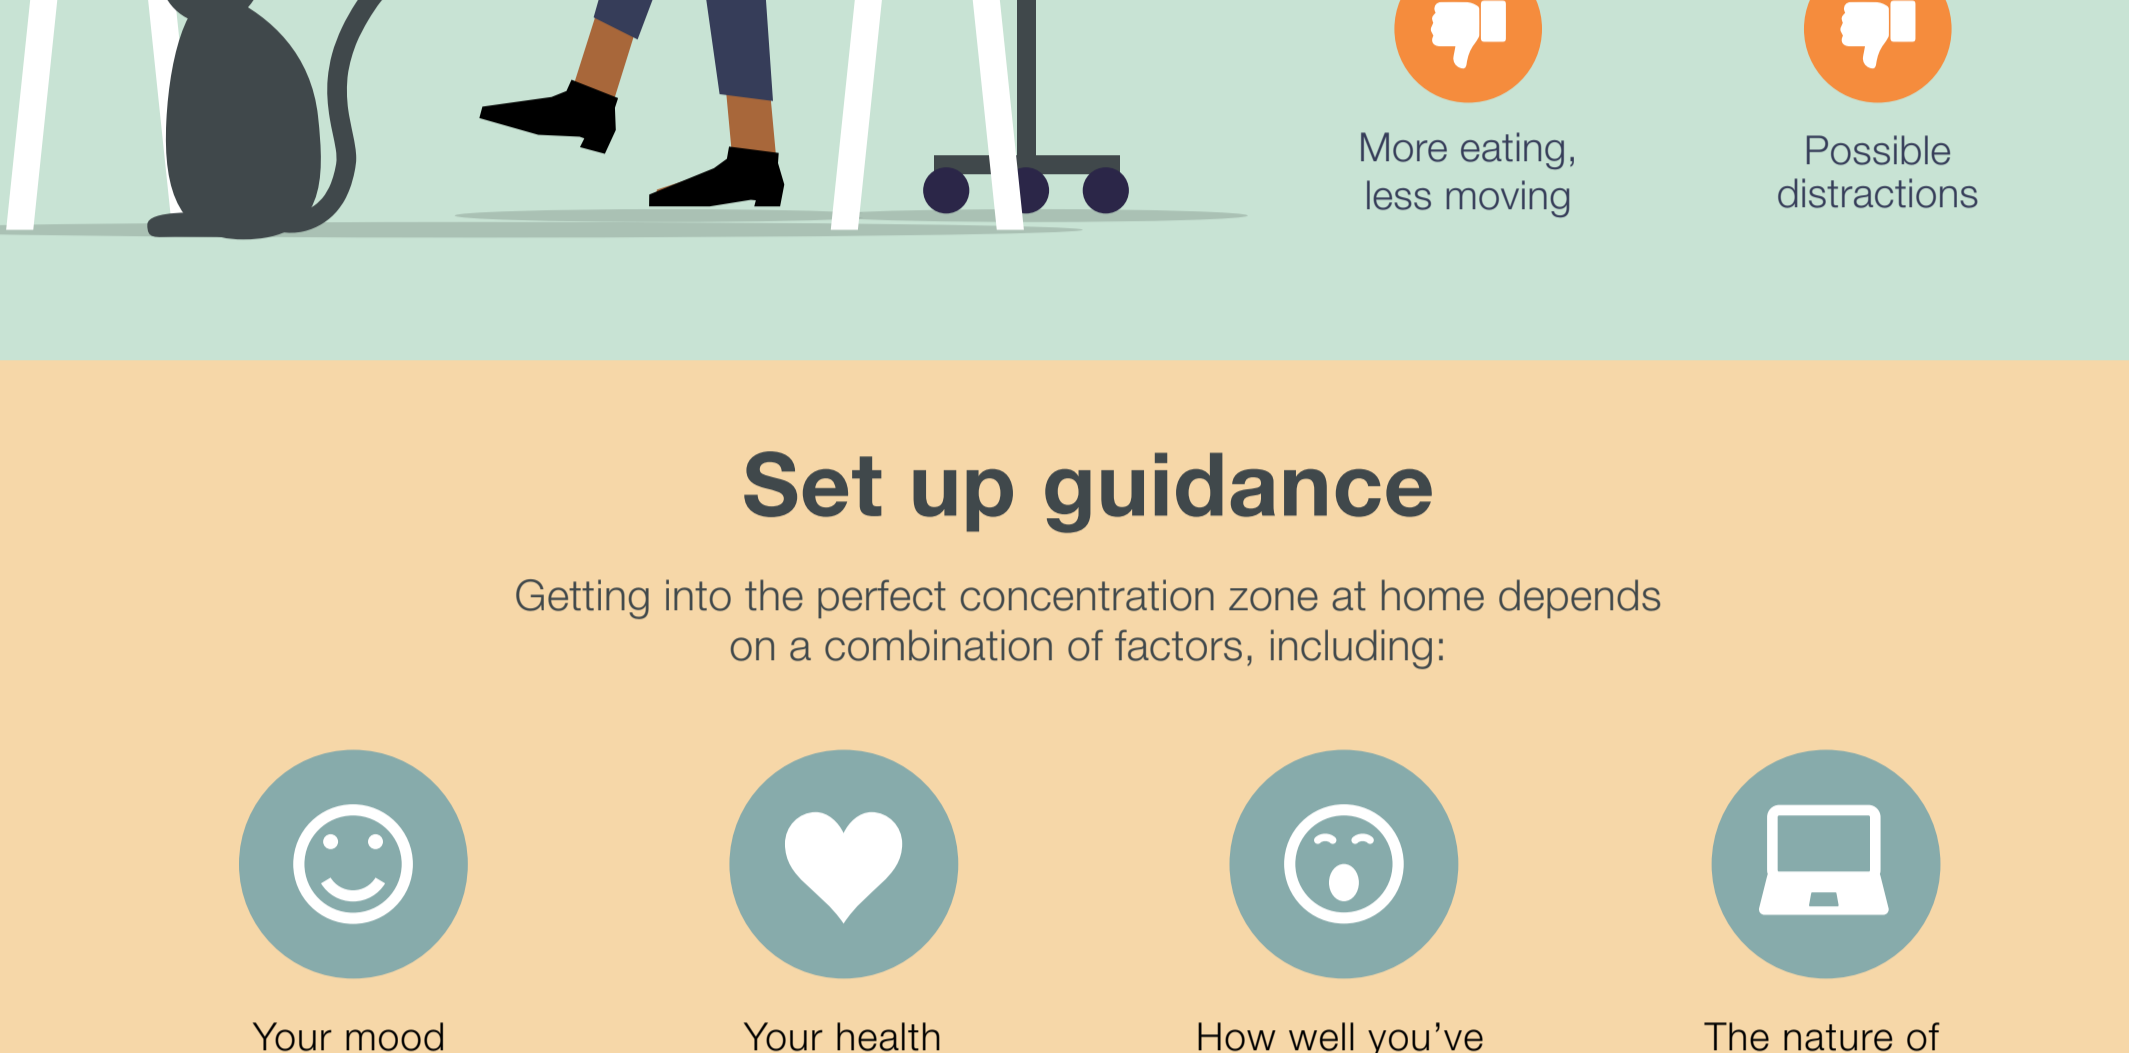 More eating,
less moving
Possible
distractions
Set up guidance
Getting into the perfect concentration zone at home depends
on a combination of factors, including:
Your mood
Your health
How well you've
The nature of